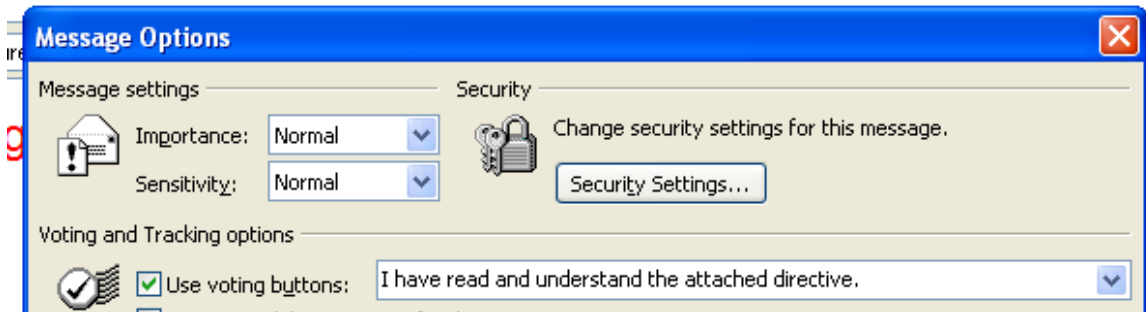 Message Options
ire
Message settings
Security
g
Importance: Normal
Change security settings for this message.
Sensitivity: Normal
Security Settings...
Voting and Tracking options
Use voting buttons: I have read and understand the attached directive.